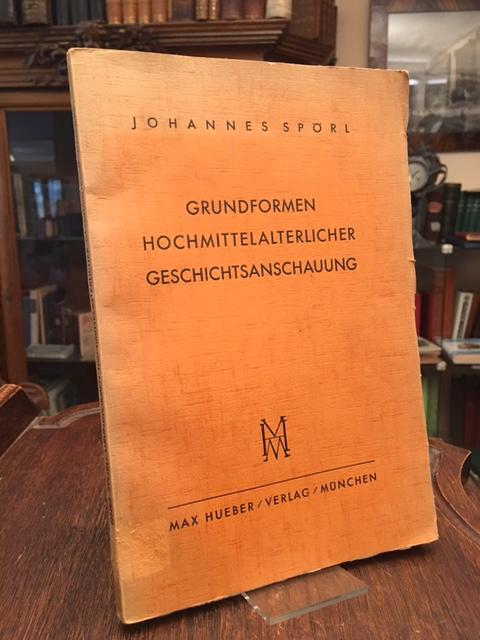 JOHANNES SPÖRL
GRUNDFORMEN
HOCHMITTELALTERLICHER
GESCHICHTSANSCHAUUNG
MAX HUEBER / VERLAG / MÜNCHEN